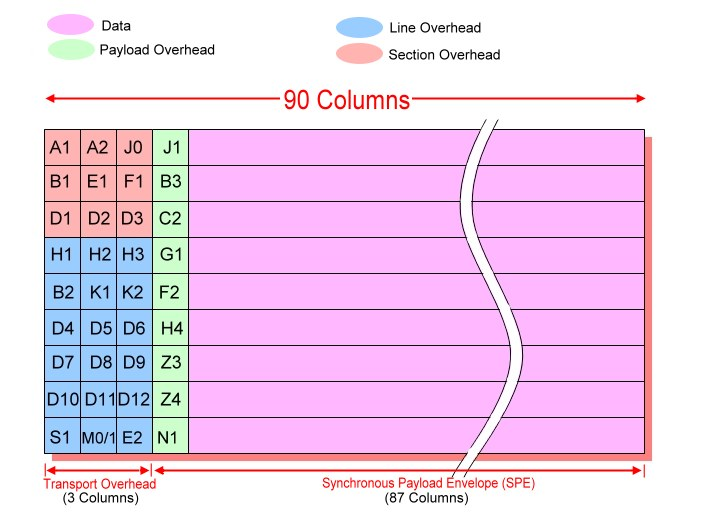 Data
Line Overhead
Payload Overhead
Section Overhead
90 Columns
A1 A2 J0 J1
B1 E1 F1 B3
D1 D2 D3 C2
H1 H2 H3 G1
B2 K1 K2 F2
D4 D5 D6 H4
D7 D8 D9 Z3
D10 D11 D12 Z4
S1 M0/1 E2 N1
Transport Overhead
(3 Columns)
Synchronous Payload Envelope (SPE)
(87 Columns)